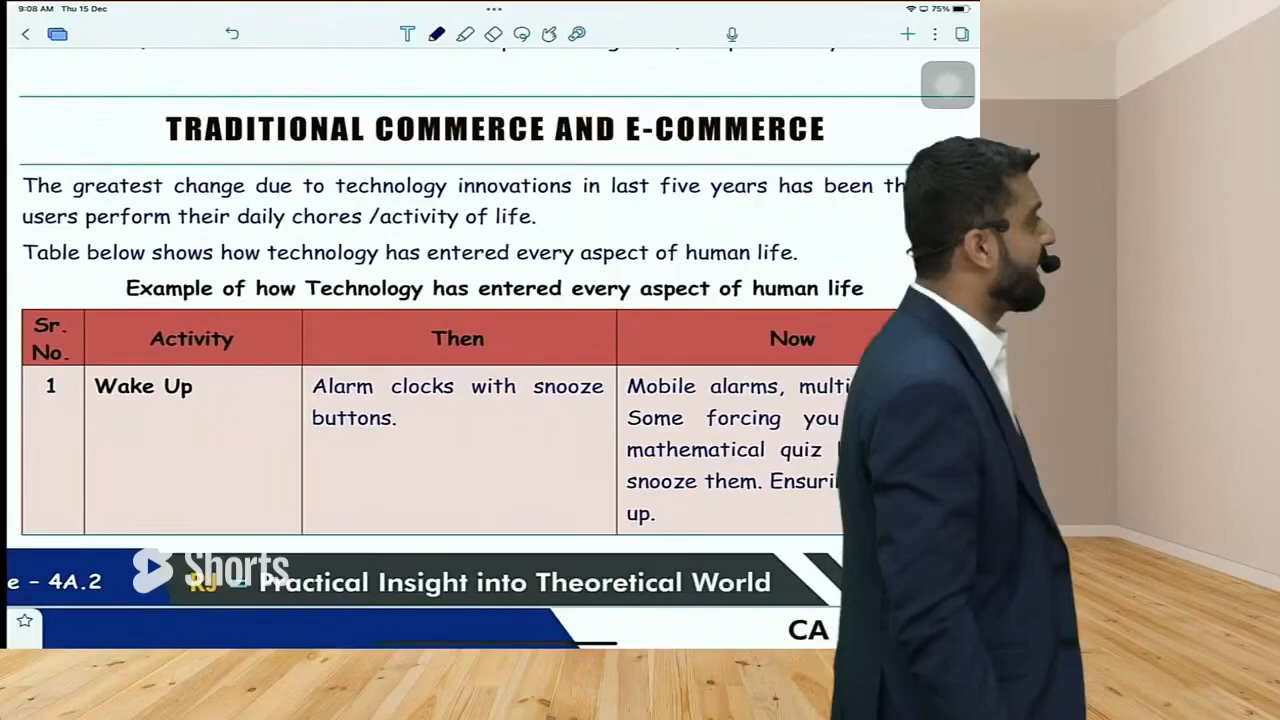 9:08 AM Thu 15 Dec
75%
TRADITIONAL COMMERCE AND E-COMMERCE
The greatest change due to technology innovations in last five years has been
users perform their daily chores /activity of life.
Table below shows how technology has entered every aspect of human life.
Example of how Technology has entered every aspect of human life
Sr. No. Activity Then Now
1 Wake Up Alarm clocks with snooze Mobile alarms,
buttons. Some forcing you
mathematical quiz
snooze them.
up.
Shorts
e – 4A.2 RJ – Practical Insight into Theoretical World
CA